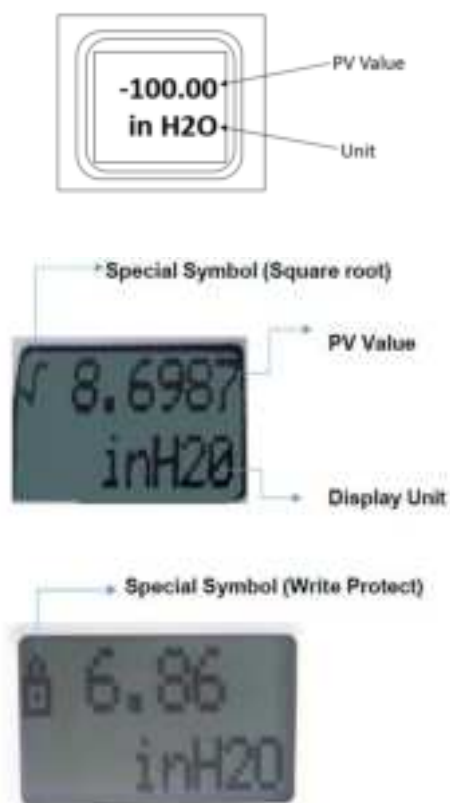 -100.00
PV Value
in H2O
Unit
Special Symbol (Square root)
PV Value
√ 8.6987
inH20
Display Unit
Special Symbol (Write Protect)
6.86
inH2O